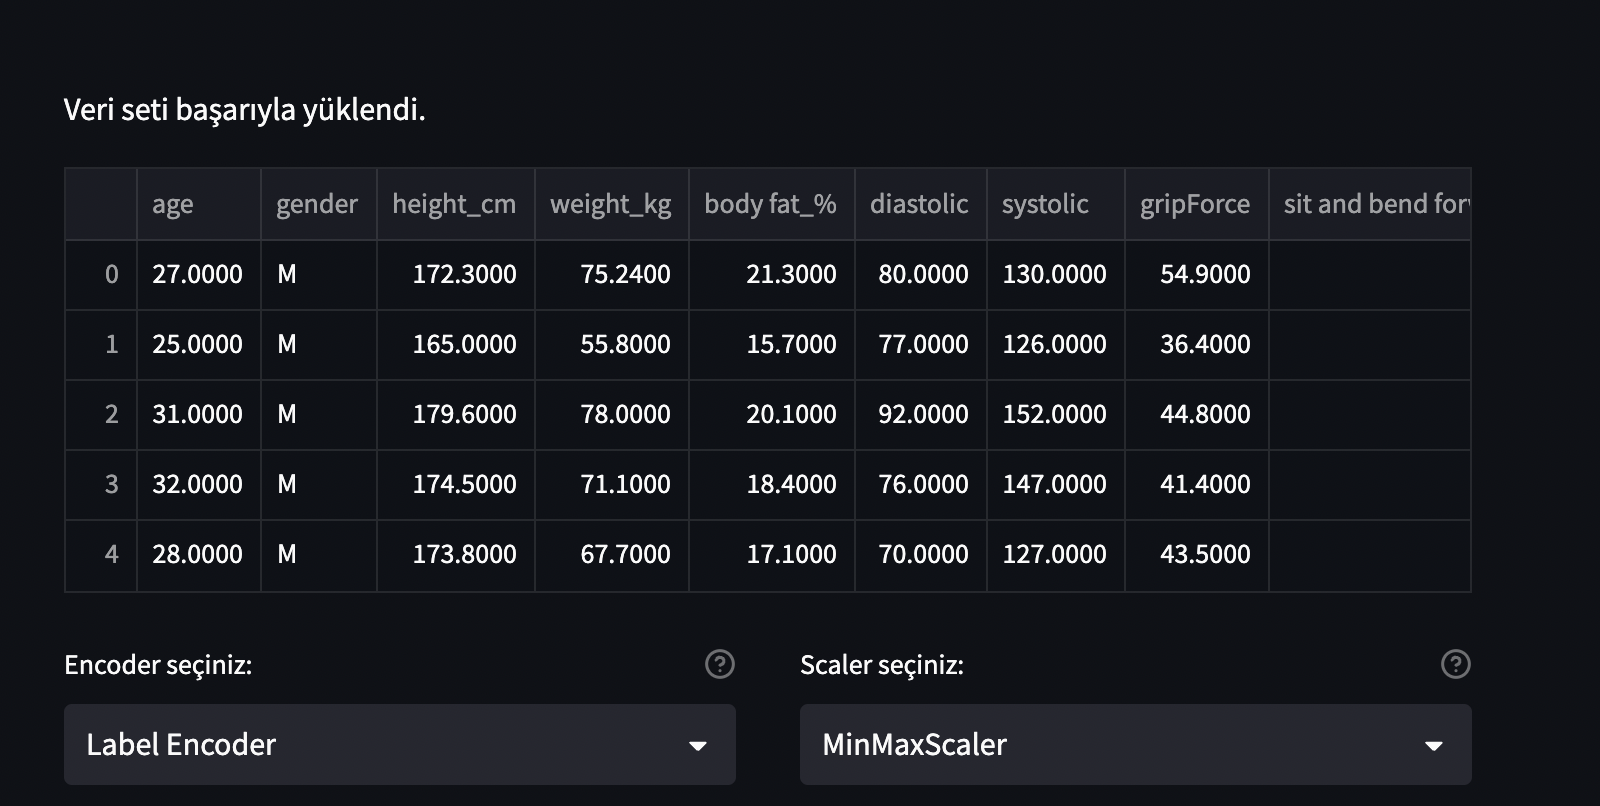 Veri seti başarıyla yüklendi.
age gender height_cm weight_kg body fat_% diastolic systolic gripForce sit and bend for
0 27.0000 M 172.3000 75.2400 21.3000 80.0000 130.0000 54.9000
1 25.0000 M 165.0000 55.8000 15.7000 77.0000 126.0000 36.4000
2 31.0000 M 179.6000 78.0000 20.1000 92.0000 152.0000 44.8000
3 32.0000 M 174.5000 71.1000 18.4000 76.0000 147.0000 41.4000
4 28.0000 M 173.8000 67.7000 17.1000 70.0000 127.0000 43.5000
Encoder seçiniz: Scaler seçiniz:
Label Encoder MinMaxScaler